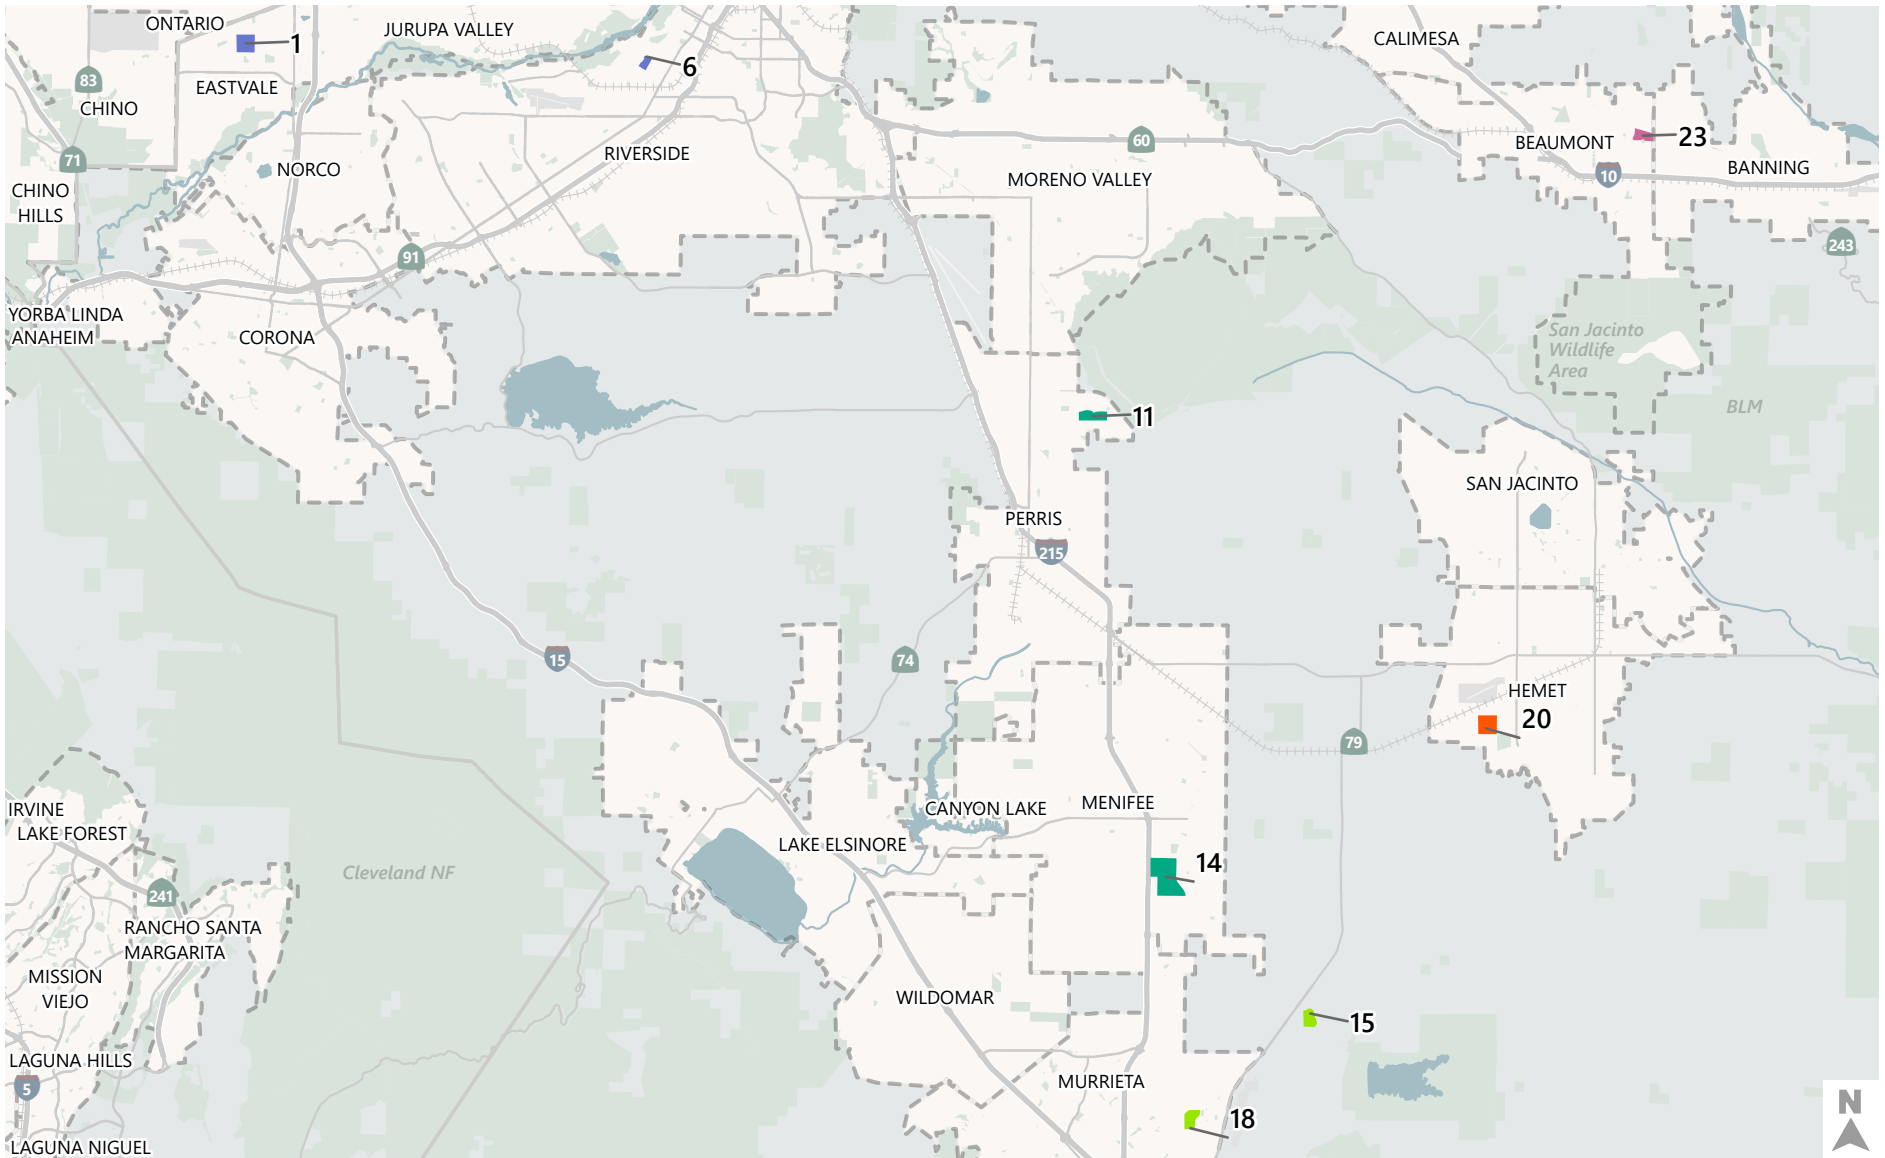 ONTARIO
1
JURUPA VALLEY
CALIMESA
6
83
EASTVALE
CHINO
23
60
BEAUMONT
71
NORCO
RIVERSIDE
MORENO VALLEY
10
BANNING
CHINO
HILLS
91
243
YORBA LINDA
ANAHEIM
CORONA
San Jacinto
Wildlife
Area
BLM
11
SAN JACINTO
PERRIS
215
15
74
HEMET
20
79
IRVINE
LAKE FOREST
CANYON LAKE
MENIFEE
LAKE ELSINORE
Cleveland NF
14
241
RANCHO SANTA
MARGARITA
MISSION
VIEJO
WILDOMAR
15
LAGUNA HILLS
5
MURRIETA
18
N
LAGUNA NIGUEL